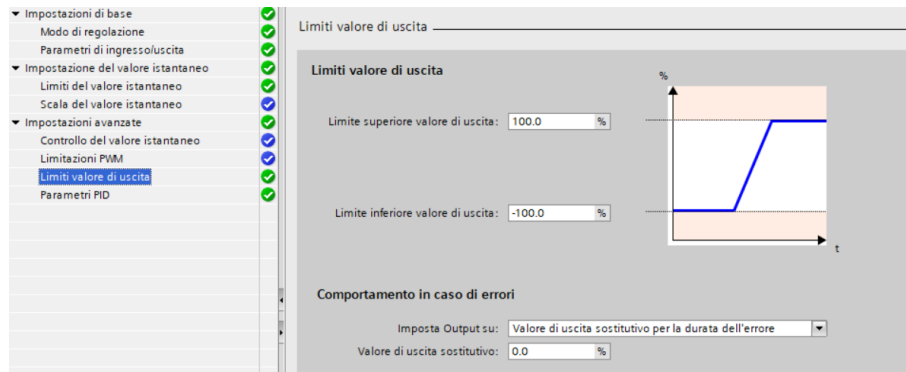 Impostazioni di base
Modo di regolazione
Parametri di ingresso/uscita
Impostazione del valore istantaneo
Limiti del valore istantaneo
Scala del valore istantaneo
Impostazioni avanzate
Controllo del valore istantaneo
Limitazioni PWM
Limiti valore di uscita
Parametri PID
Limiti valore di uscita
Limiti valore di uscita
%
Limite superiore valore di uscita: 100.0 %
Limite inferiore valore di uscita: -100.0 %
t
Comportamento in caso di errori
Imposta Output su: Valore di uscita sostitutivo per la durata dell'errore
Valore di uscita sostitutivo: 0.0 %